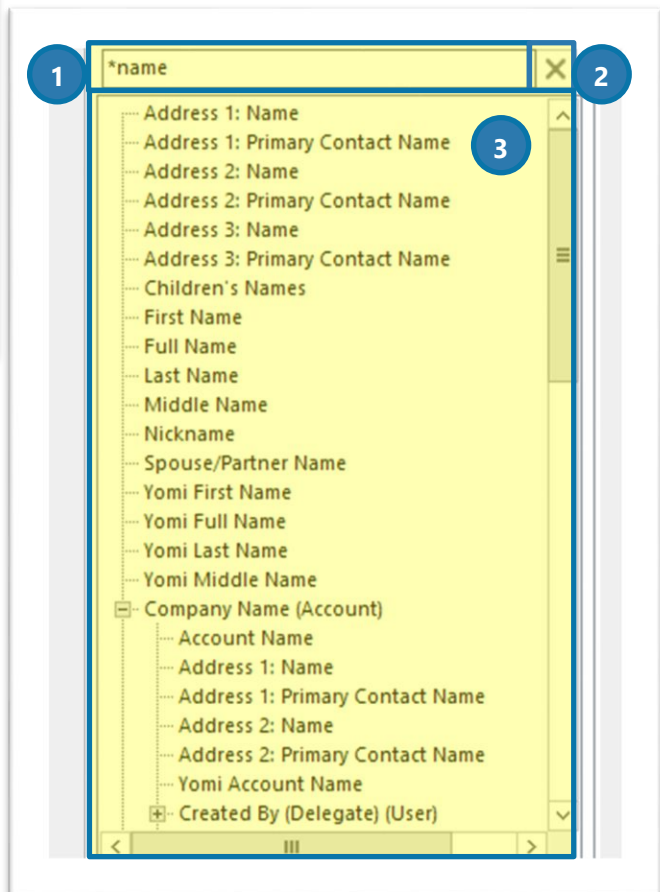 1
*name
2
Address 1: Name
Address 1: Primary Contact Name
3
Address 2: Name
Address 2: Primary Contact Name
Address 3: Name
Address 3: Primary Contact Name
Children's Names
First Name
Full Name
Last Name
Middle Name
Nickname
Spouse/Partner Name
Yomi First Name
Yomi Full Name
Yomi Last Name
Yomi Middle Name
Company Name (Account)
Account Name
Address 1: Name
Address 1: Primary Contact Name
Address 2: Name
Address 2: Primary Contact Name
Yomi Account Name
Created By (Delegate) (User)